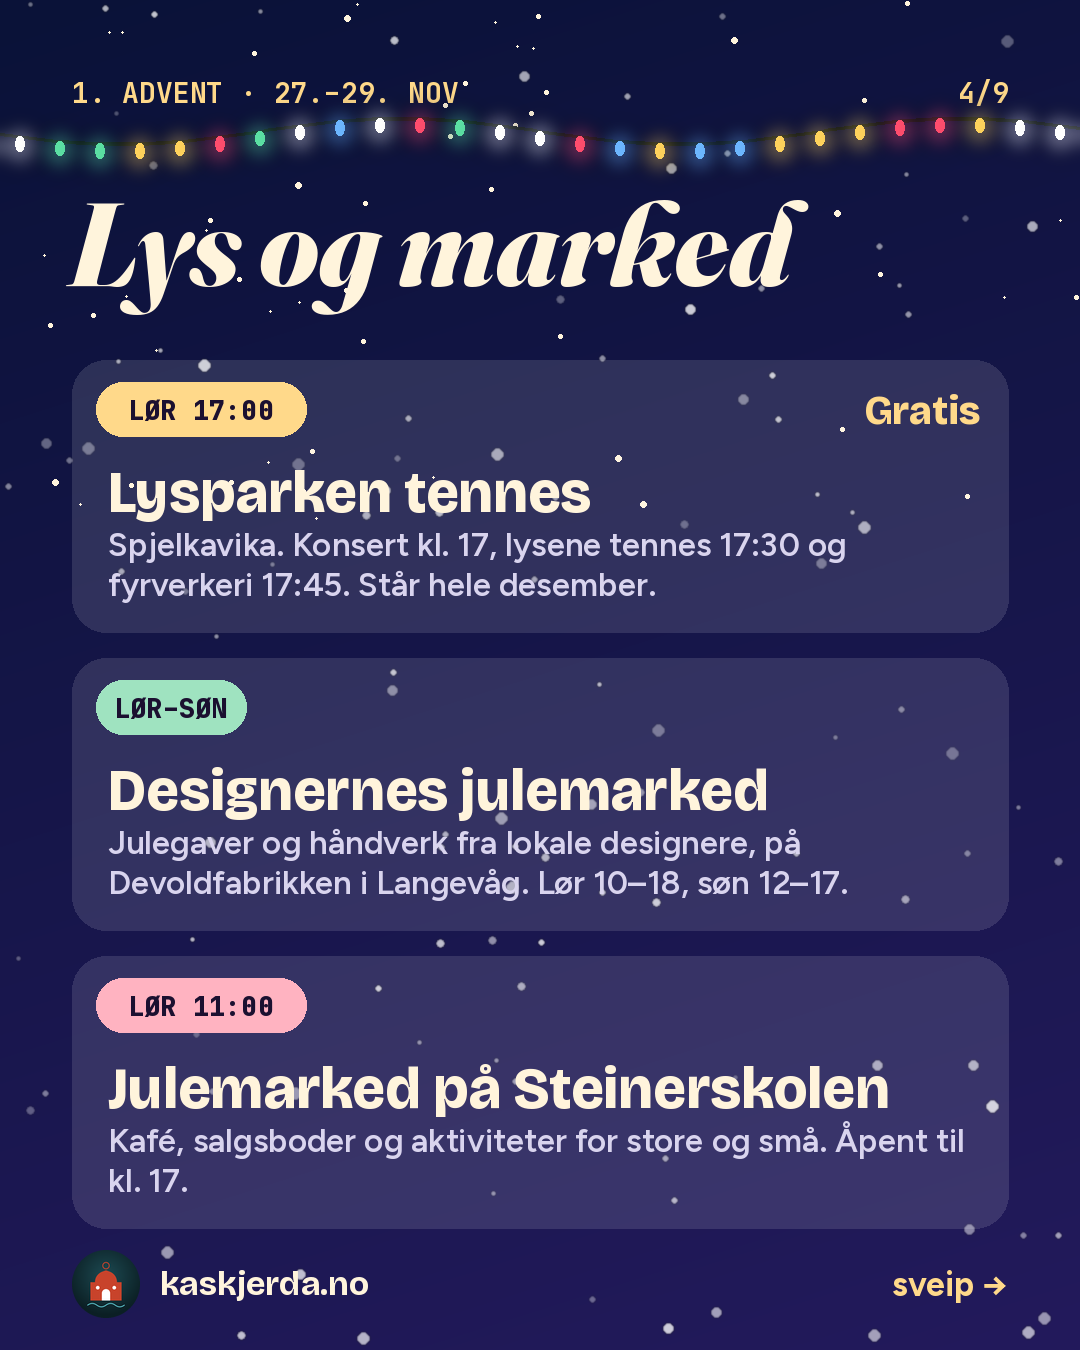 1. ADVENT · 27.–29. NOV
4/9
Lys og marked
LØR 17:00
Gratis
Lysparken tennes
Spjelkavika. Konsert kl. 17, lysene tennes 17:30 og
fyrverkeri 17:45. Står hele desember.
LØR–SØN
Designernes julemarked
Julegaver og håndverk fra lokale designere, på
Devoldfabrikken i Langevåg. Lør 10–18, søn 12–17.
LØR 11:00
Julemarked på Steinerskolen
Kafé, salgsboder og aktiviteter for store og små. Åpent til
kl. 17.
kaskjerda.no
sveip →